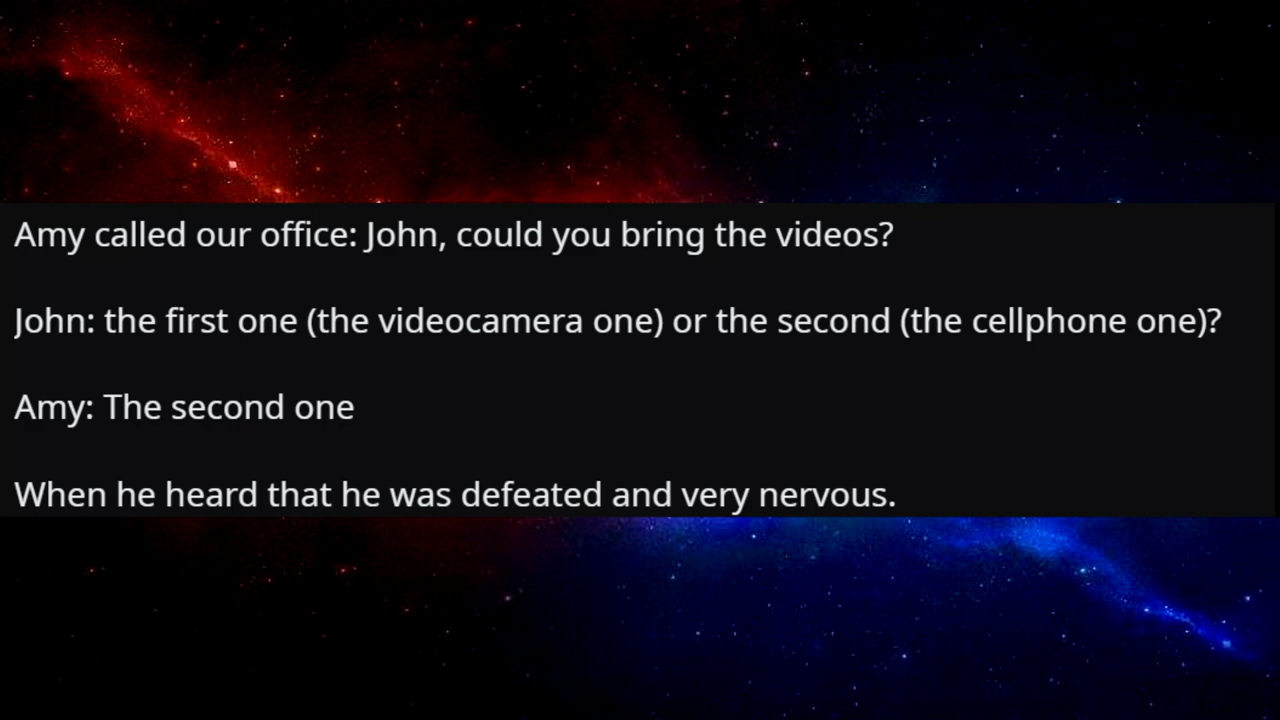 Amy called our office: John, could you bring the videos?
John: the first one (the videocamera one) or the second (the cellphone one)?
Amy: The second one
When he heard that he was defeated and very nervous.